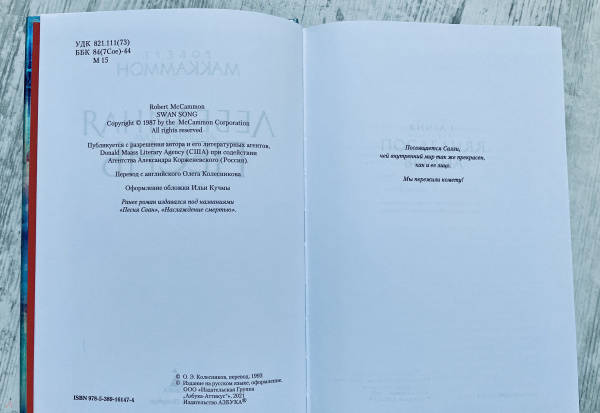 УДК 821.111(73)
ББК 84(7Сое)-44
М 15
РОБЕРТ
МАККАММОН
Robert McCammon
SWAN SONG
Copyright © 1987 by the McCammon Corporation
All rights reserved
Публикуется с разрешения автора и его литературных агентов,
Donald Maass Literary Agency (США) при содействии
Агентства Александра Корженевского (Россия).
Перевод с английского Олега Колесникова
Оформление обложки Ильи Кучмы
Ранее роман издавался под названиями
«Песня Сван», «Наслаждение смертью».
© О. Э. Колесников, перевод, 1993
© Издание на русском языке, оформление.
ООО «Издательская Группа
„Азбука-Аттикус“», 2021
Издательство АЗБУКА®
ISBN 978-5-389-16147-4
Посвящается Салли,
чей внутренний мир так же прекрасен,
как и ее лицо.
Мы пережили комету!